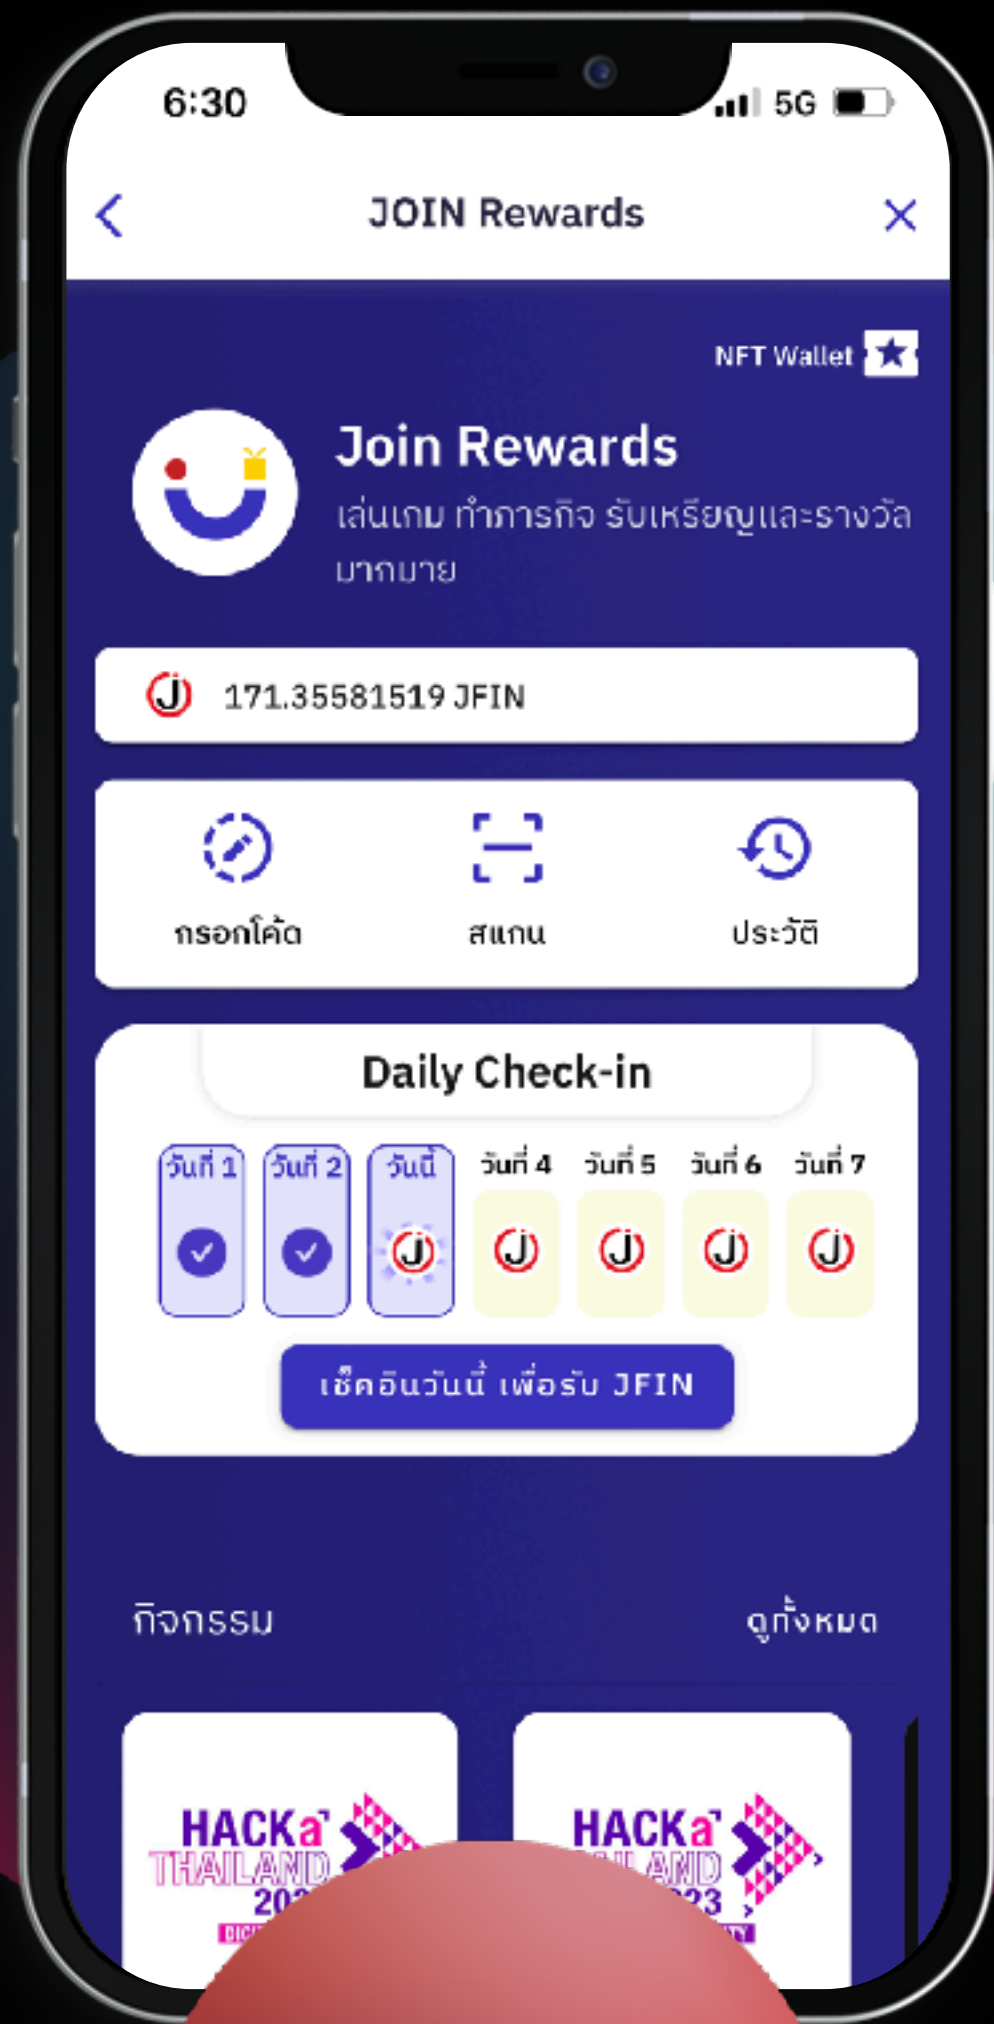 6:30
5G
JOIN Rewards
NFT Wallet
Join Rewards
เล่นเกม ทำภารกิจ รับเหรียญและรางวัล
มากมาย
171.35581519 JFIN
กรอกโค้ด สแกน ประวัติ
Daily Check-in
วันที่ 1 วันที่ 2 วันนี้ วันที่ 4 วันที่ 5 วันที่ 6 วันที่ 7
เช็คอินวันนี้ เพื่อรับ JFIN
กิจกรรม ดูทั้งหมด
HACKa HACKa
THAILAND